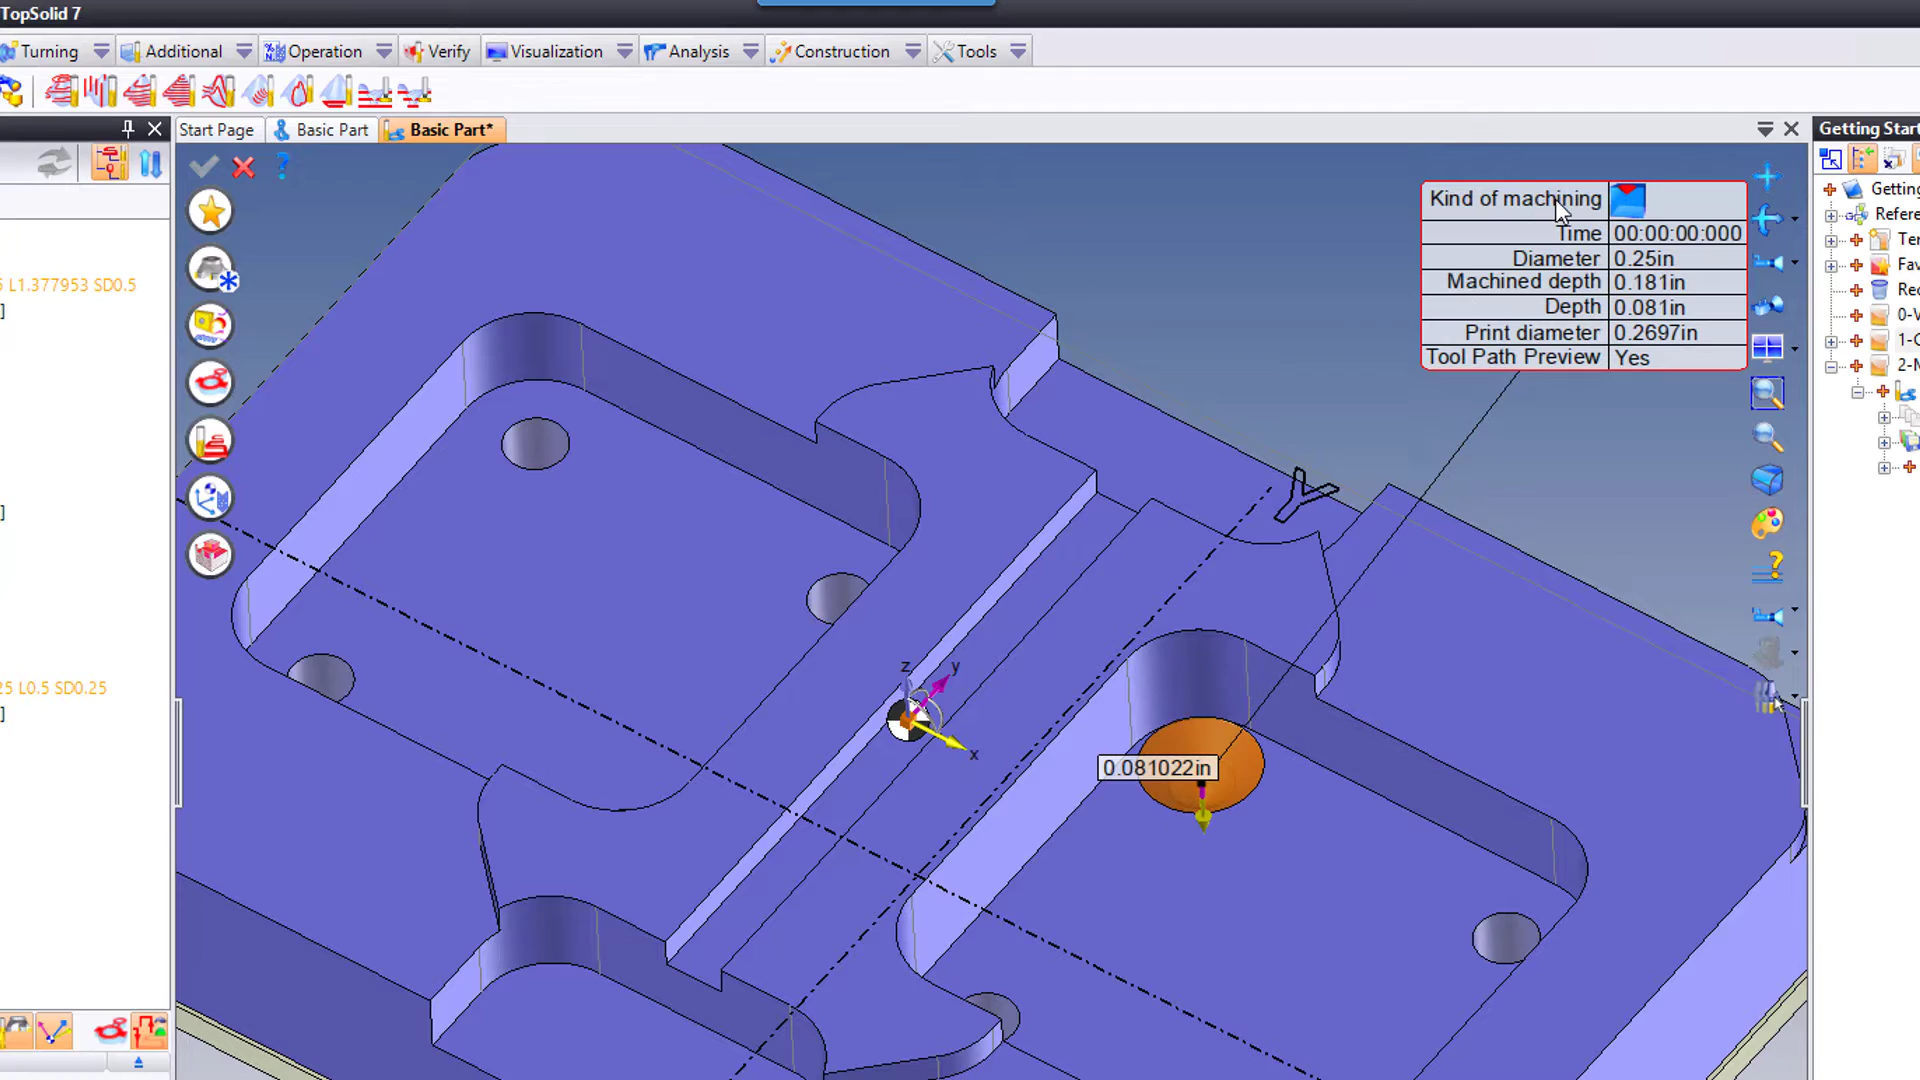 TopSolid 7
Turning Additional Operation Verify Visualization Analysis Construction Tools
Start Page Basic Part Basic Part*
Getting Star
Kind of machining
Time 00:00:00:000
Diameter 0.25in
Machined depth 0.181in
Depth 0.081in
Print diameter 0.2697in
Tool Path Preview Yes
Getting
Refere
Ter
Fav
Rec
0-V
1-C
2-M
L1.377953 SD0.5
]
]
L0.5 SD0.25
]
Y
z
y
x
0.081022in